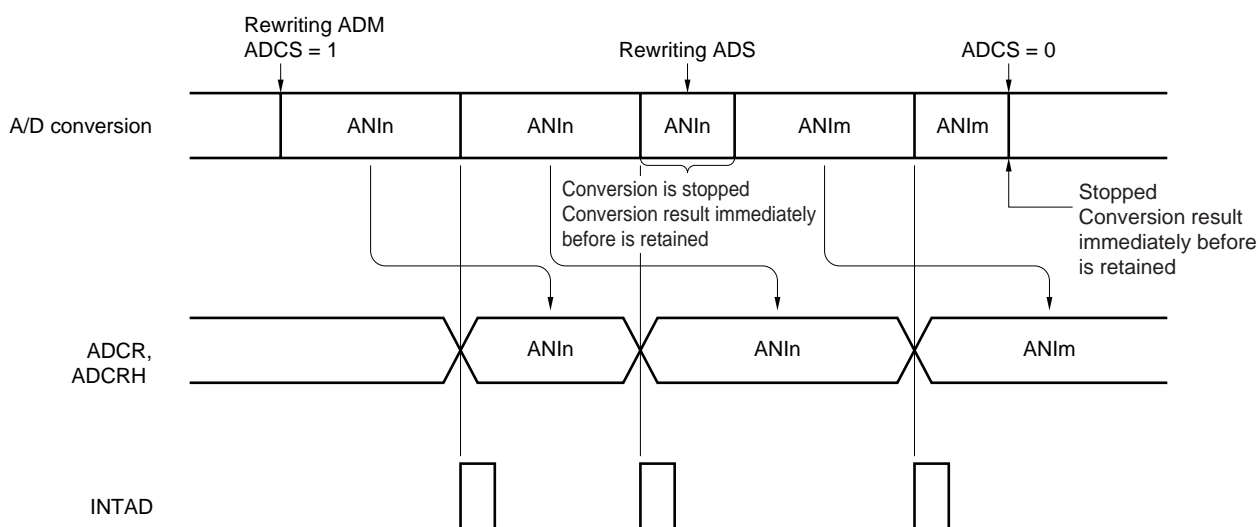 Rewriting ADM
ADCS = 1
Rewriting ADS
ADCS = 0
A/D conversion
ANIn
ANIn
ANIn
ANIm
ANIm
Conversion is stopped
Conversion result immediately
before is retained
Stopped
Conversion result
immediately before
is retained
ADCR,
ADCRH
ANIn
ANIn
ANIm
INTAD